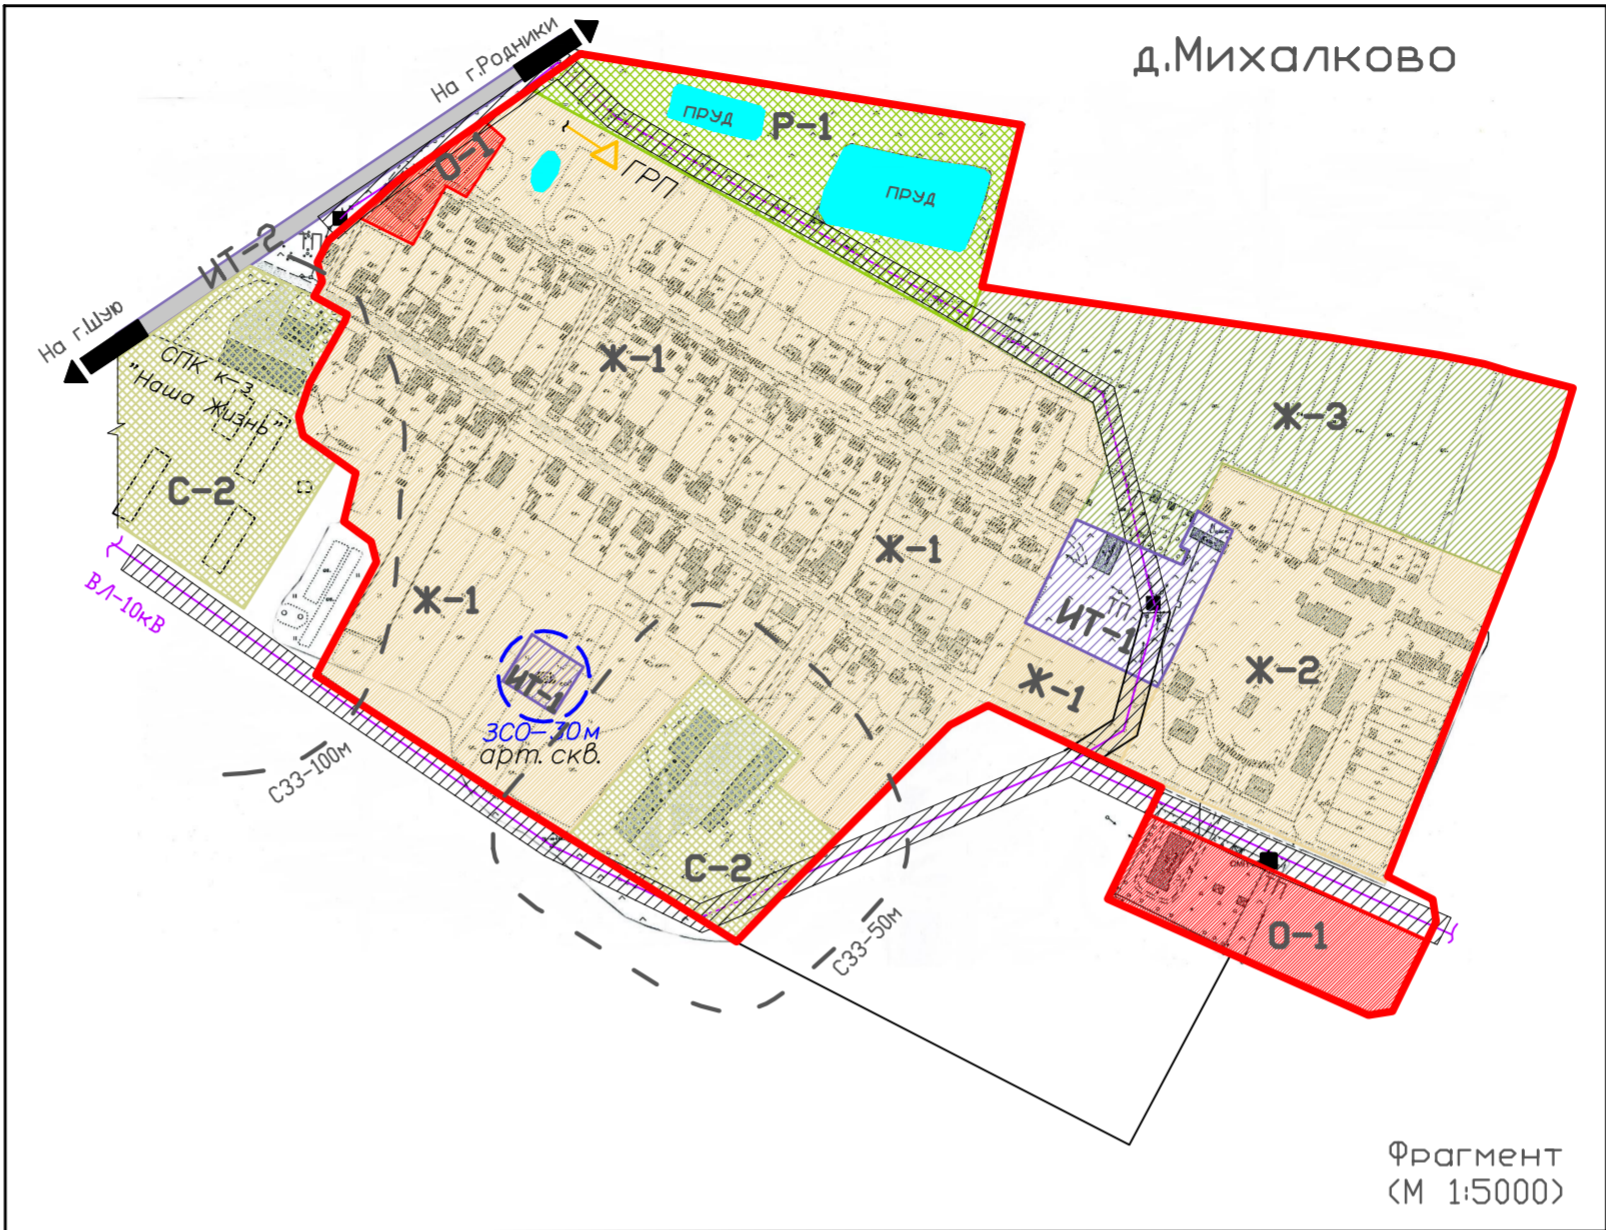 д.Михалково
На г.Родники
ПРУД
Р-1
О-1
ГРП
ПРУД
ИТ-2
ТП
На г.Шую
СПК к-з
"Наша Жизнь"
Ж-1
Ж-3
С-2
Ж-1
ВЛ-10кВ
Ж-1
ТП
ИТ-1
Ж-1
Ж-2
ИТ-1
ЗСО-30м
арт. скв.
СЗЗ-100м
С-2
ТП
О-1
СЗЗ-50м
Фрагмент
(М 1:5000)